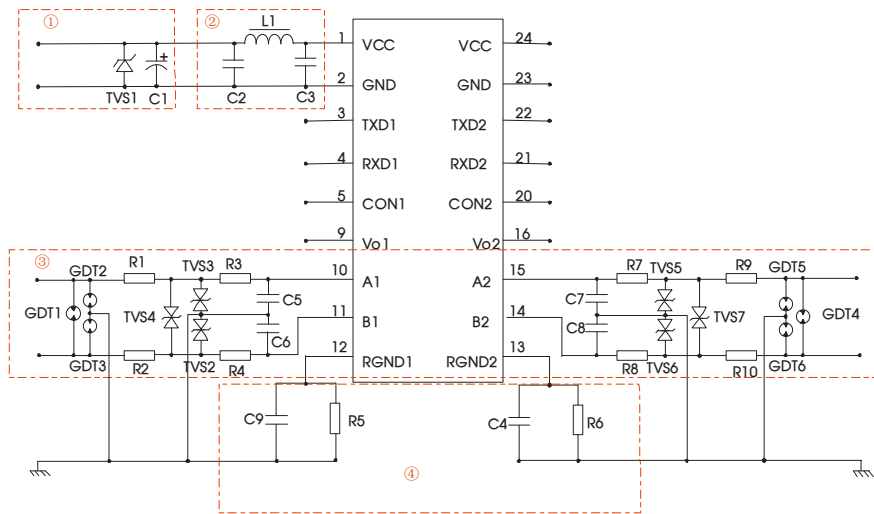 ① ② L1
1 VCC VCC 24
TVS1 C1 + C2 C3 2 GND GND 23
3 TXD1 TXD2 22
4 RXD1 RXD2 21
5 CON1 CON2 20
9 Vo1 Vo2 16
③ GDT2 R1 TVS3 R3 10 A1 A2 15 R7 TVS5 R9 GDT5
GDT1 TVS4 C5 C7 TVS7 GDT4
C6 11 B1 B2 14 C8
GDT3 R2 TVS2 R4 12 RGND1 RGND2 13 R8 TVS6 R10 GDT6
C9 R5 C4 R6
④